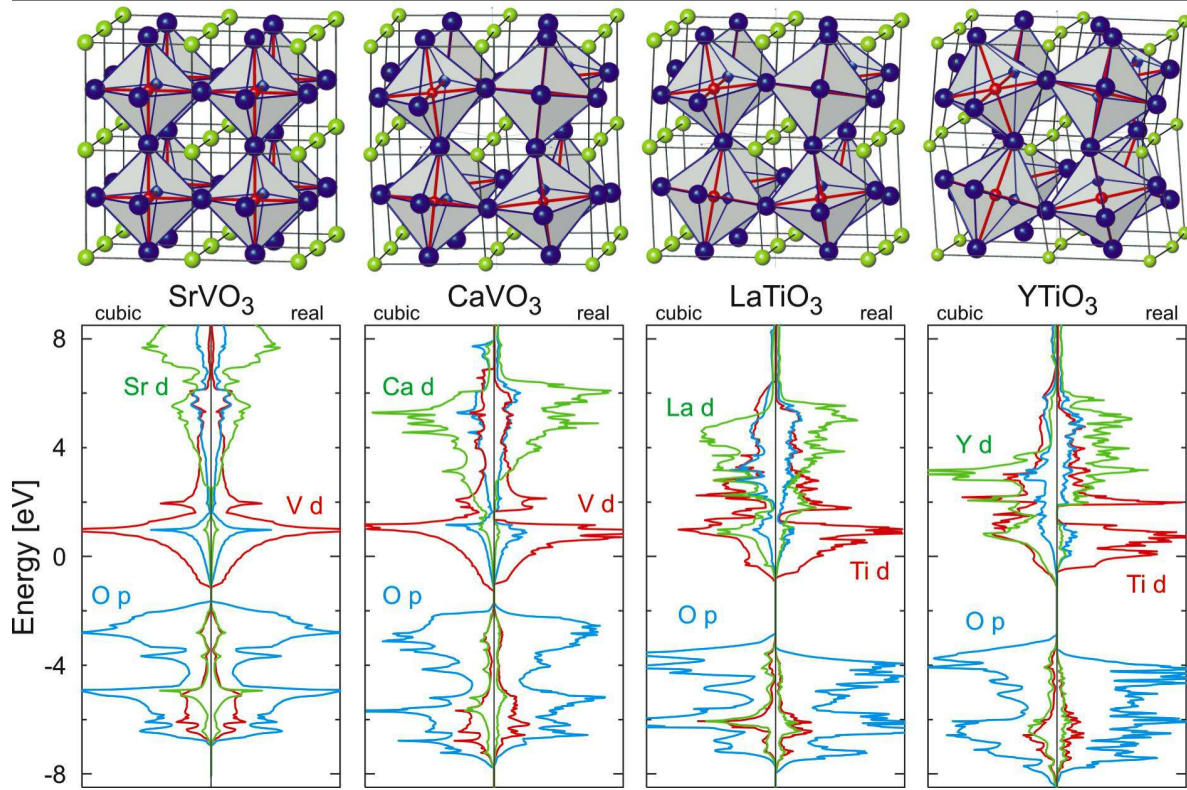 SrVO3 CaVO3 LaTiO3 YTiO3
cubic real cubic real cubic real cubic real
8
Sr d Ca d La d Y d
4
V d V d
Energy [eV]
0
Ti d Ti d
O p O p O p O p
-4
-8